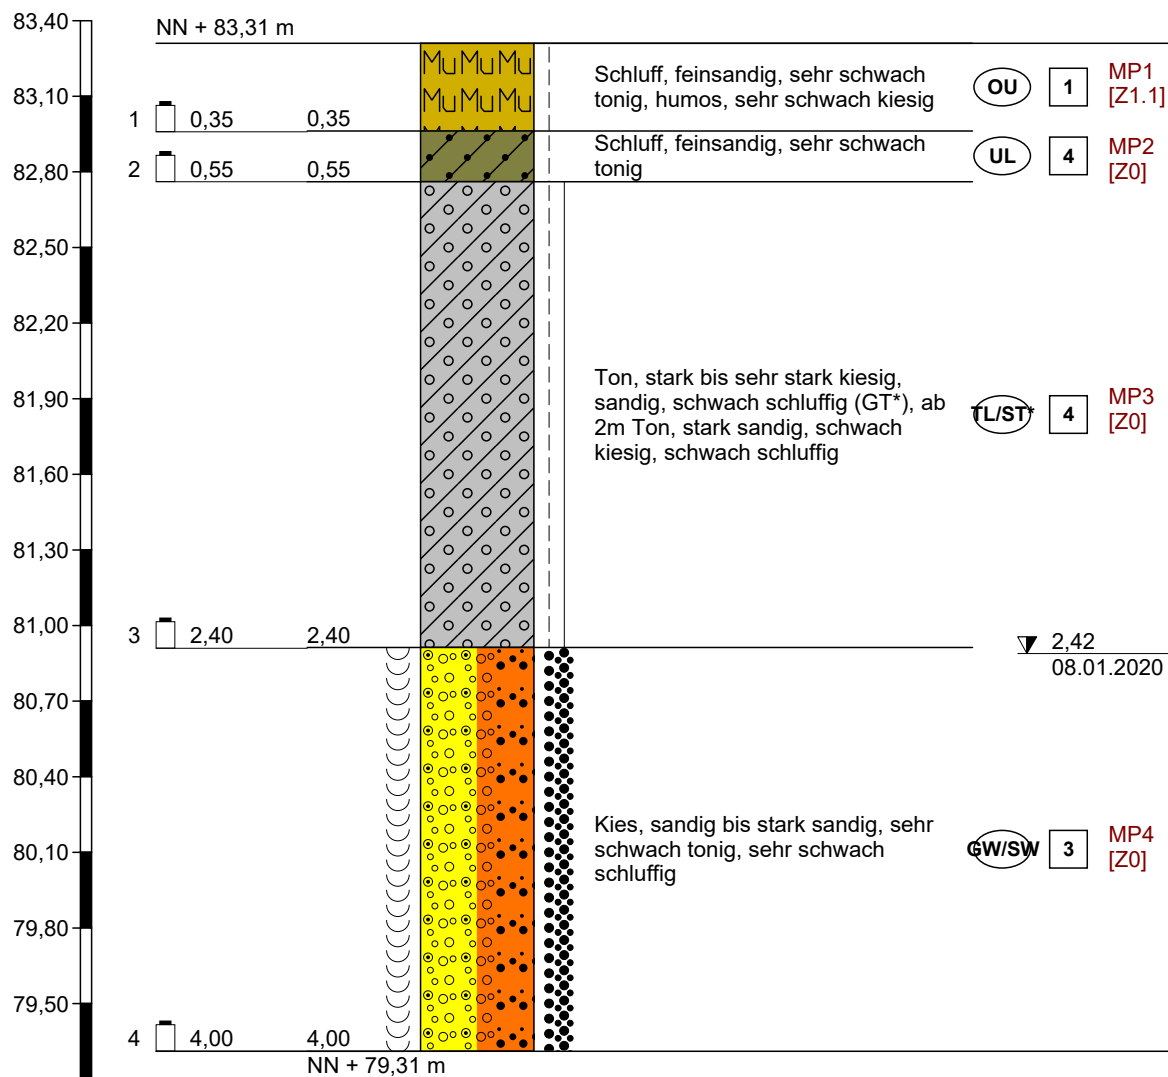 83,40
83,10
82,80
82,50
82,20
81,90
81,60
81,30
81,00
80,70
80,40
80,10
79,80
79,50
NN + 83,31 m
1 0,35 0,35
Mu Mu Mu
Mu Mu Mu
Schluff, feinsandig, sehr schwach
tonig, humos, sehr schwach kiesig
OU 1
MP1
[Z1.1]
2 0,55 0,55
Schluff, feinsandig, sehr schwach
tonig
UL 4
MP2
[Z0]
3 2,40 2,40
Ton, stark bis sehr stark kiesig,
sandig, schwach schluffig (GT*), ab
2m Ton, stark sandig, schwach
kiesig, schwach schluffig
TL/ST* 4
MP3
[Z0]
2,42
08.01.2020
4 4,00 4,00
Kies, sandig bis stark sandig, sehr
schwach tonig, sehr schwach
schluffig
GW/SW 3
MP4
[Z0]
NN + 79,31 m